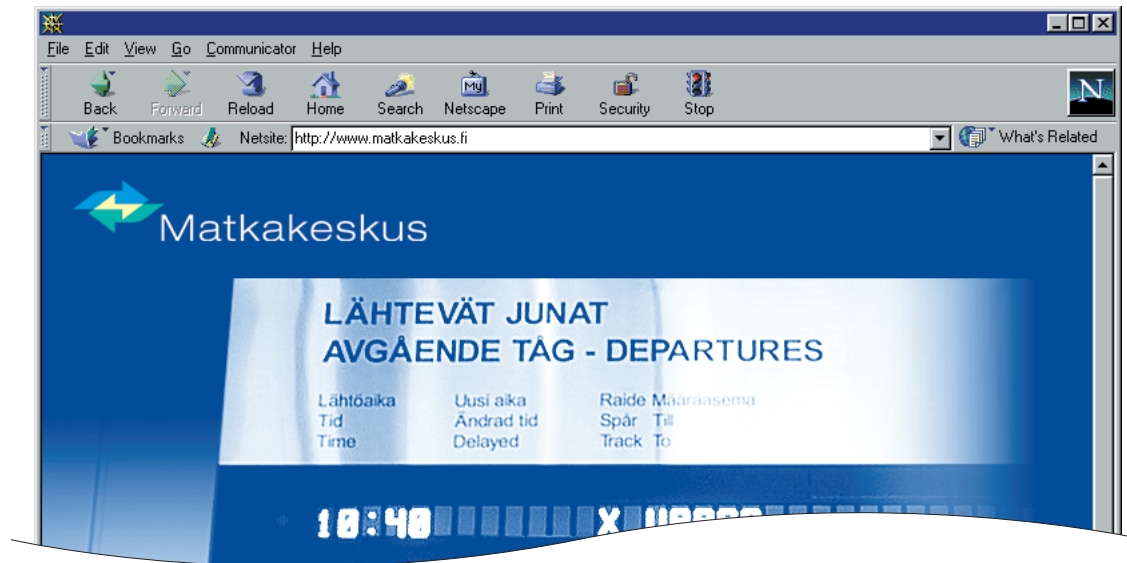 File Edit View Go Communicator Help
Back Forward Reload Home Search Netscape Print Security Stop
N
Bookmarks Netsite: http://www.matkakeskus.fi What's Related
Matkakeskus
LÄHTEVÄT JUNAT
AVGÅENDE TÅG - DEPARTURES
Lähtöaika Uusi aika Raide Määräasema
Tid Ändrad tid Spår Till
Time Delayed Track To
10:40 X